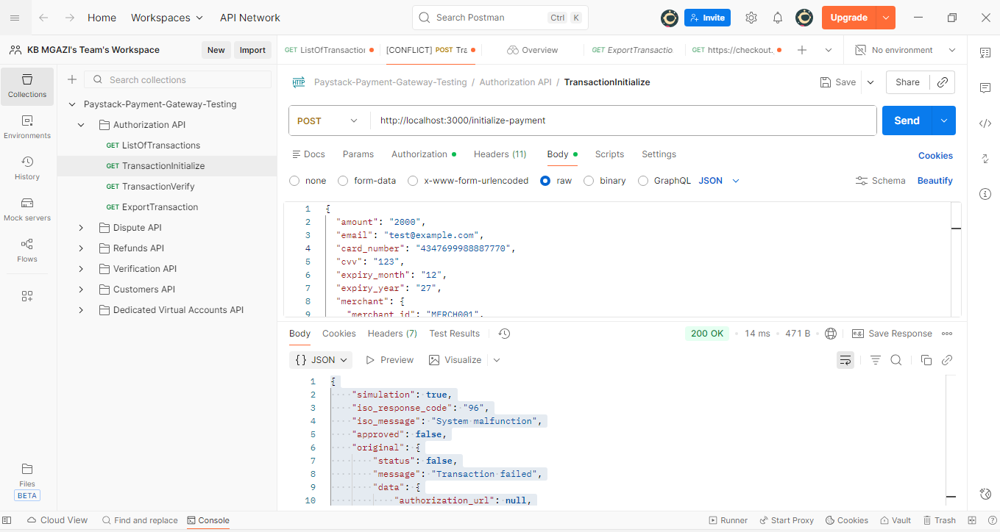 Home Workspaces API Network Search Postman Ctrl K Invite Upgrade
KB MGAZI's Team's Workspace New Import
GET ListOfTransaction [CONFLICT] POST Tra Overview GET ExportTransactio GET https://checkout. No environment
Collections
Environments
History
Mock servers
Flows
Files
BETA
Search collections
Paystack-Payment-Gateway-Testing
Authorization API
GET ListOfTransactions
GET TransactionInitialize
GET TransactionVerify
GET ExportTransaction
Dispute API
Refunds API
Verification API
Customers API
Dedicated Virtual Accounts API
HTTP Paystack-Payment-Gateway-Testing / Authorization API / TransactionInitialize Save Share
POST http://localhost:3000/initialize-payment Send
Docs Params Authorization Headers (11) Body Scripts Settings Cookies
none form-data x-www-form-urlencoded raw binary GraphQL JSON Schema Beautify
1 {
2 "amount": "2000",
3 "email": "test@example.com",
4 "card_number": "4347699988887770",
5 "cvv": "123",
6 "expiry_month": "12",
7 "expiry_year": "27",
8 "merchant": {
9 "merchant_id": "MERCH001",
Body Cookies Headers (7) Test Results 200 OK 14 ms 471 B e.g. Save Response
{} JSON Preview Visualize
1 {
2 "simulation": true,
3 "iso_response_code": "96",
4 "iso_message": "System malfunction",
5 "approved": false,
6 "original": {
7 "status": false,
8 "message": "Transaction failed",
9 "data": {
10 "authorization_url": null,
Cloud View Find and replace Console Runner Start Proxy Cookies Vault Trash